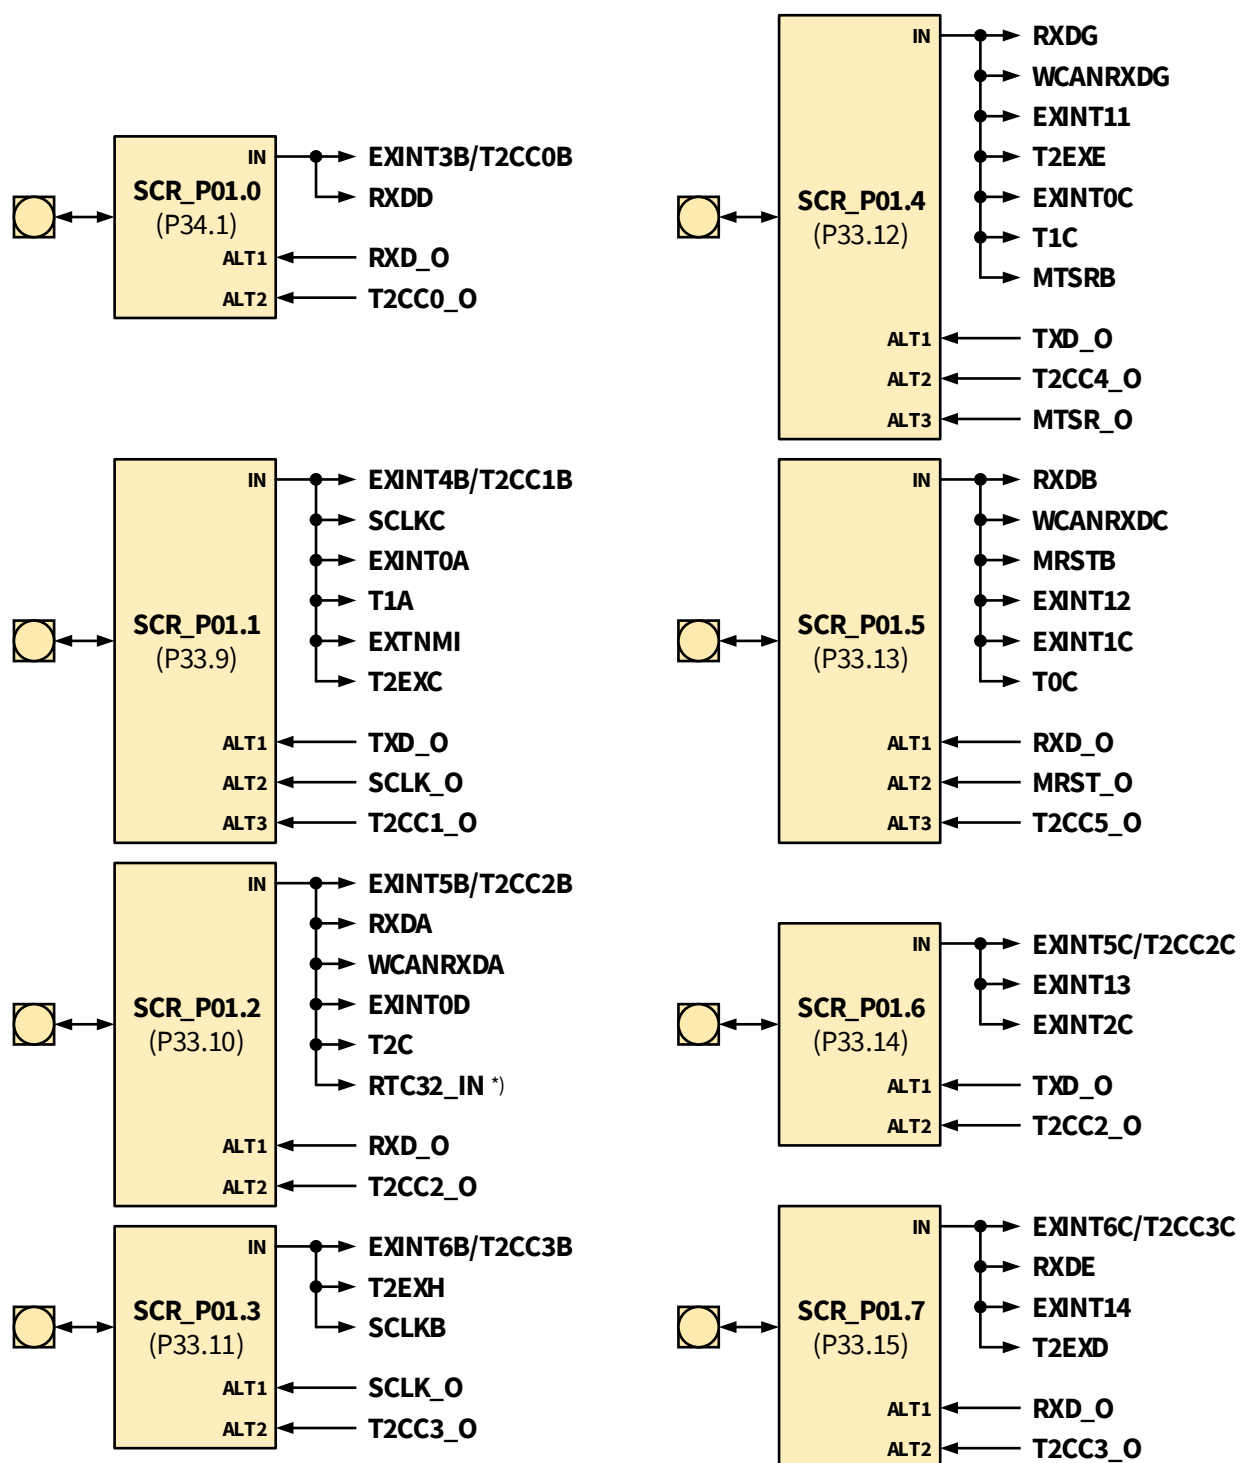 IN
EXINT3B/T2CC0B
SCR_P01.0
RXDD
(P34.1)
ALT1
RXD_O
ALT2
T2CC0_O
IN
EXINT4B/T2CC1B
SCLKC
EXINT0A
T1A
SCR_P01.1
EXTNMI
(P33.9)
T2EXC
ALT1
TXD_O
ALT2
SCLK_O
ALT3
T2CC1_O
IN
EXINT5B/T2CC2B
RXDA
WCANRXDA
SCR_P01.2
EXINT0D
(P33.10)
T2C
RTC32_IN *)
ALT1
RXD_O
ALT2
T2CC2_O
IN
EXINT6B/T2CC3B
T2EXH
SCR_P01.3
SCLKB
(P33.11)
ALT1
SCLK_O
ALT2
T2CC3_O
IN
RXDG
WCANRXDG
EXINT11
T2EXE
SCR_P01.4
EXINT0C
(P33.12)
T1C
MTSRB
ALT1
TXD_O
ALT2
T2CC4_O
ALT3
MTSR_O
IN
RXDB
WCANRXDC
MRSTB
EXINT12
SCR_P01.5
EXINT1C
(P33.13)
T0C
ALT1
RXD_O
ALT2
MRST_O
ALT3
T2CC5_O
IN
EXINT5C/T2CC2C
EXINT13
SCR_P01.6
EXINT2C
(P33.14)
ALT1
TXD_O
ALT2
T2CC2_O
IN
EXINT6C/T2CC3C
RXDE
EXINT14
SCR_P01.7
T2EXD
(P33.15)
ALT1
RXD_O
ALT2
T2CC3_O